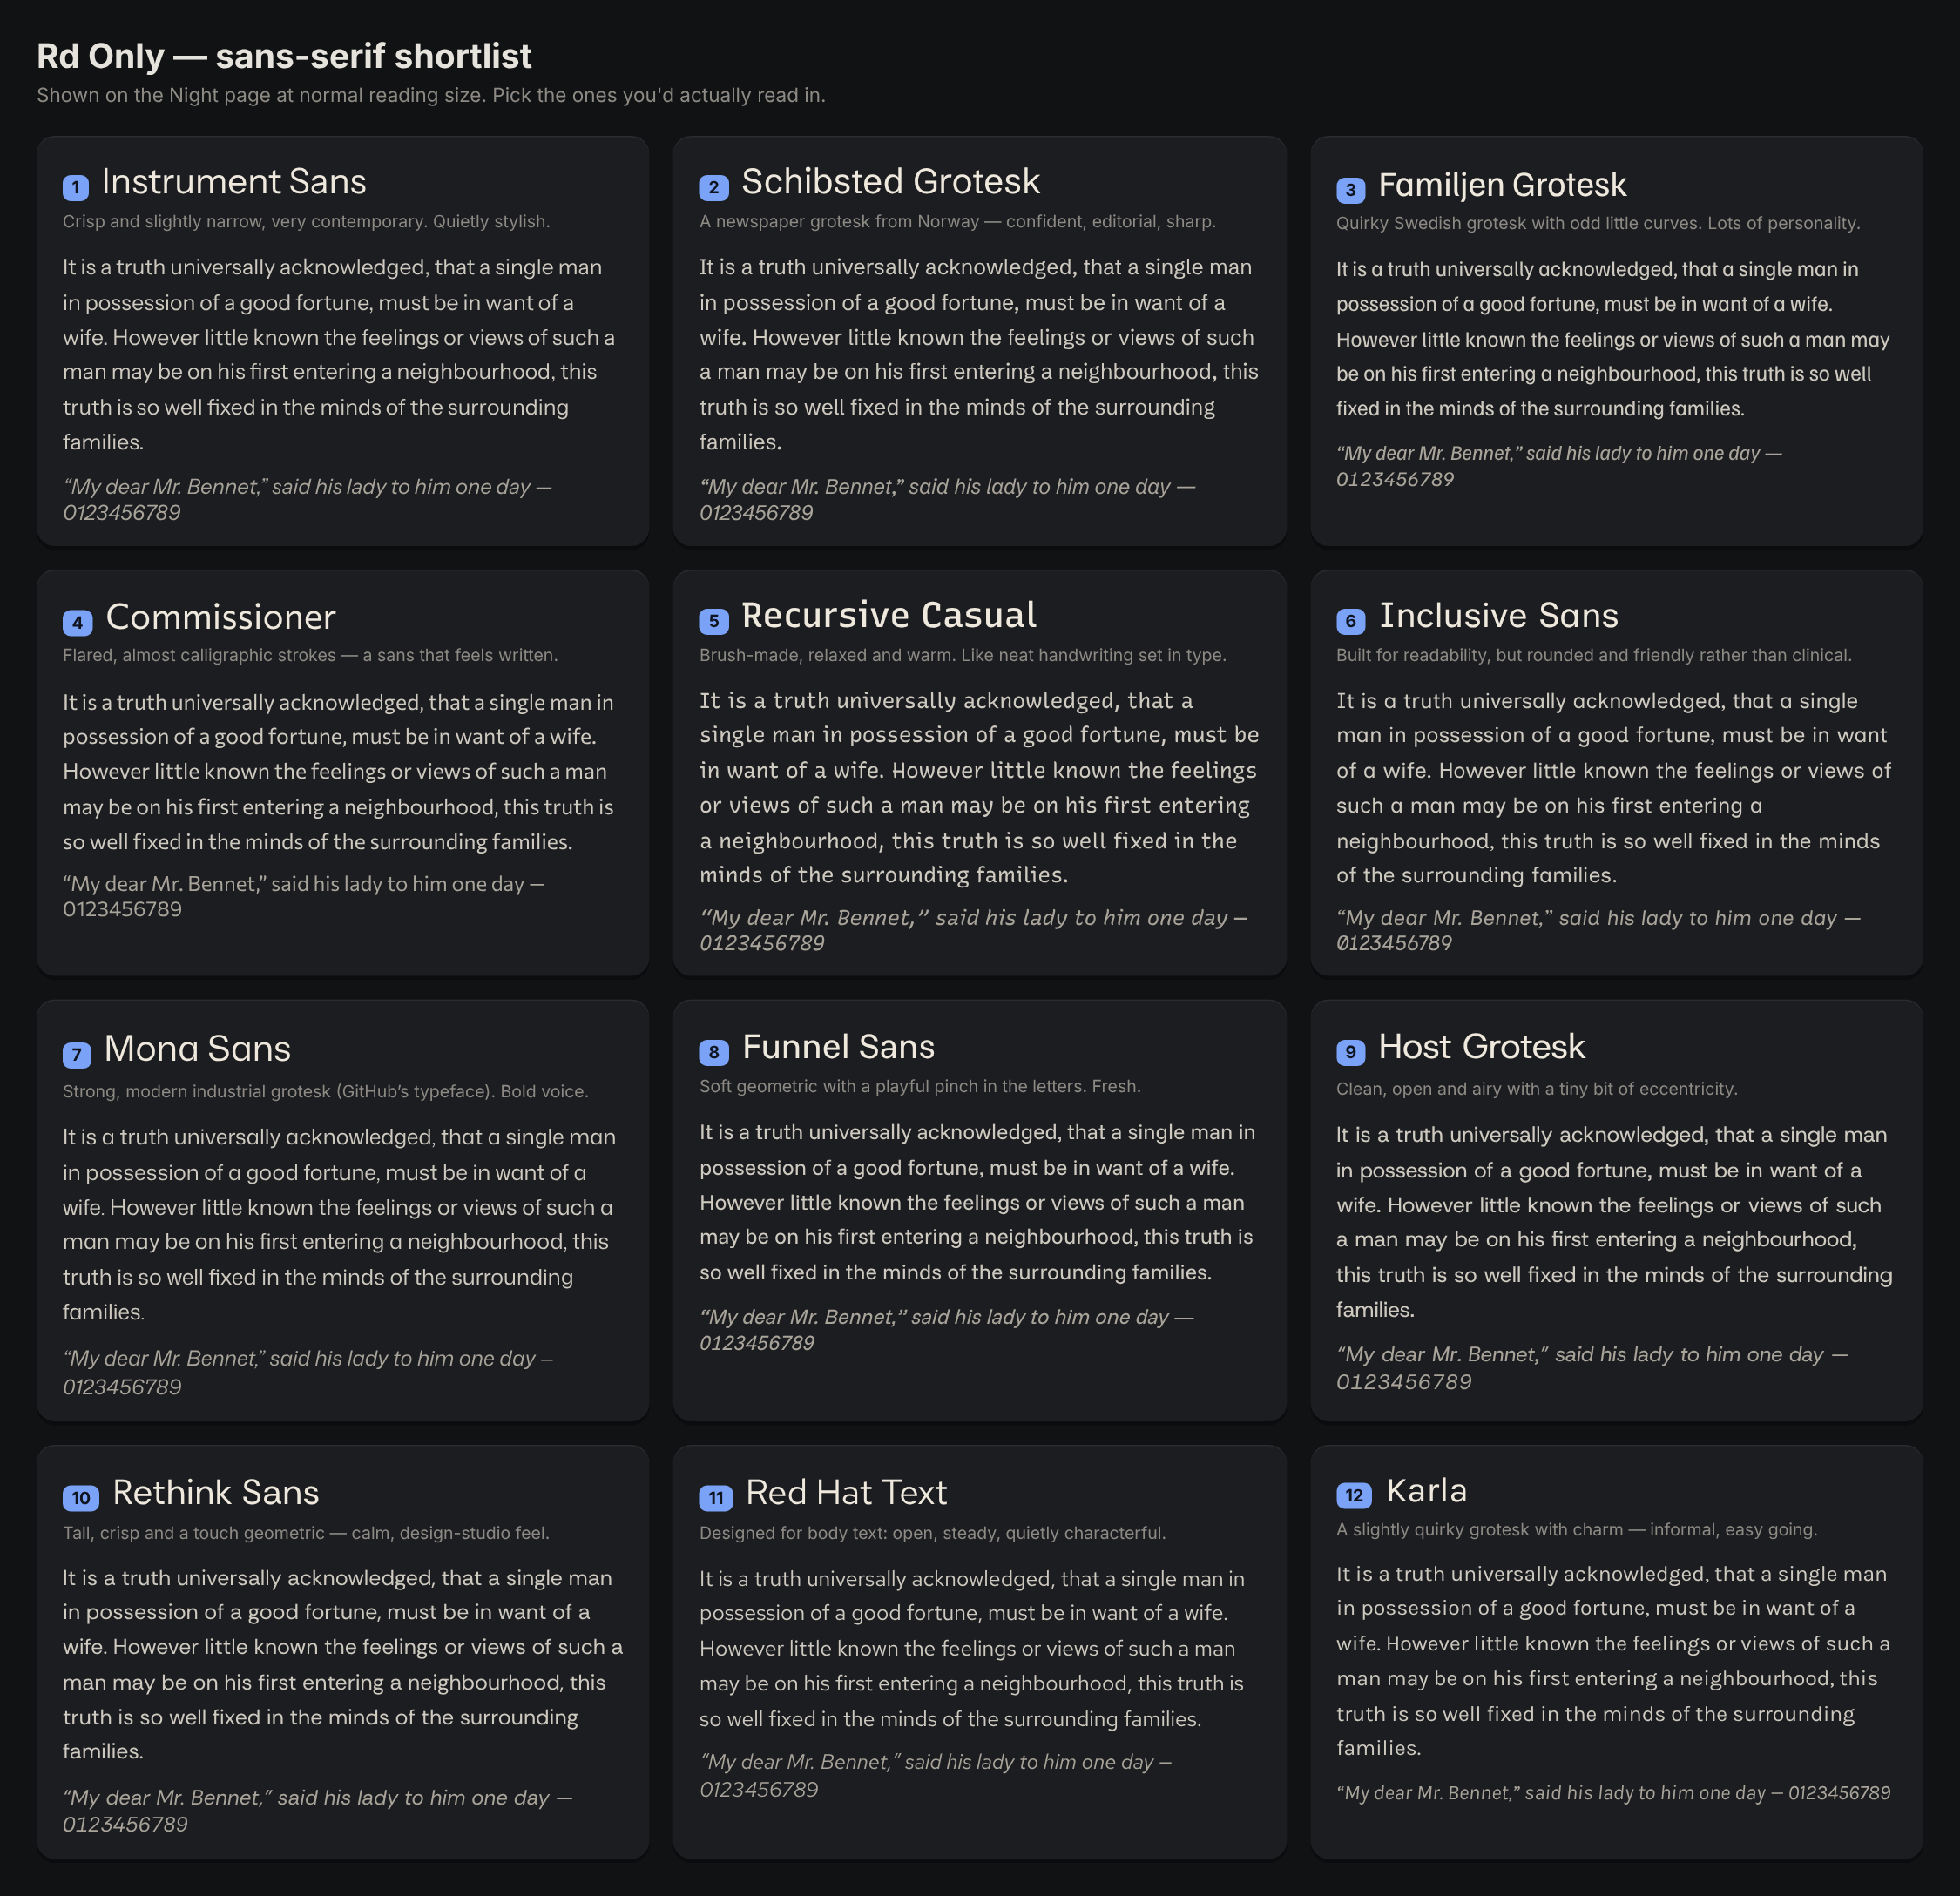 Rd Only — sans-serif shortlist
Shown on the Night page at normal reading size. Pick the ones you'd actually read in.
1 Instrument Sans
Crisp and slightly narrow, very contemporary. Quietly stylish.
It is a truth universally acknowledged, that a single man
in possession of a good fortune, must be in want of a
wife. However little known the feelings or views of such a
man may be on his first entering a neighbourhood, this
truth is so well fixed in the minds of the surrounding
families.
“My dear Mr. Bennet,” said his lady to him one day —
0123456789
2 Schibsted Grotesk
A newspaper grotesk from Norway — confident, editorial, sharp.
It is a truth universally acknowledged, that a single man
in possession of a good fortune, must be in want of a
wife. However little known the feelings or views of such
a man may be on his first entering a neighbourhood, this
truth is so well fixed in the minds of the surrounding
families.
“My dear Mr. Bennet,” said his lady to him one day —
0123456789
3 Familjen Grotesk
Quirky Swedish grotesk with odd little curves. Lots of personality.
It is a truth universally acknowledged, that a single man in
possession of a good fortune, must be in want of a wife.
However little known the feelings or views of such a man may
be on his first entering a neighbourhood, this truth is so well
fixed in the minds of the surrounding families.
“My dear Mr. Bennet,” said his lady to him one day —
0123456789
4 Commissioner
Flared, almost calligraphic strokes — a sans that feels written.
It is a truth universally acknowledged, that a single man in
possession of a good fortune, must be in want of a wife.
However little known the feelings or views of such a man
may be on his first entering a neighbourhood, this truth is
so well fixed in the minds of the surrounding families.
“My dear Mr. Bennet,” said his lady to him one day —
0123456789
5 Recursive Casual
Brush-made, relaxed and warm. Like neat handwriting set in type.
It is a truth universally acknowledged, that a
single man in possession of a good fortune, must be
in want of a wife. However little known the feelings
or views of such a man may be on his first entering
a neighbourhood, this truth is so well fixed in the
minds of the surrounding families.
“My dear Mr. Bennet,” said his lady to him one day —
0123456789
6 Inclusive Sans
Built for readability, but rounded and friendly rather than clinical.
It is a truth universally acknowledged, that a single
man in possession of a good fortune, must be in want
of a wife. However little known the feelings or views of
such a man may be on his first entering a
neighbourhood, this truth is so well fixed in the minds
of the surrounding families.
“My dear Mr. Bennet,” said his lady to him one day —
0123456789
7 Mona Sans
Strong, modern industrial grotesk (GitHub’s typeface). Bold voice.
It is a truth universally acknowledged, that a single man
in possession of a good fortune, must be in want of a
wife. However little known the feelings or views of such a
man may be on his first entering a neighbourhood, this
truth is so well fixed in the minds of the surrounding
families.
“My dear Mr. Bennet,” said his lady to him one day —
0123456789
8 Funnel Sans
Soft geometric with a playful pinch in the letters. Fresh.
It is a truth universally acknowledged, that a single man in
possession of a good fortune, must be in want of a wife.
However little known the feelings or views of such a man
may be on his first entering a neighbourhood, this truth is
so well fixed in the minds of the surrounding families.
“My dear Mr. Bennet,” said his lady to him one day —
0123456789
9 Host Grotesk
Clean, open and airy with a tiny bit of eccentricity.
It is a truth universally acknowledged, that a single man
in possession of a good fortune, must be in want of a
wife. However little known the feelings or views of such
a man may be on his first entering a neighbourhood,
this truth is so well fixed in the minds of the surrounding
families.
“My dear Mr. Bennet,” said his lady to him one day —
0123456789
10 Rethink Sans
Tall, crisp and a touch geometric — calm, design-studio feel.
It is a truth universally acknowledged, that a single man
in possession of a good fortune, must be in want of a
wife. However little known the feelings or views of such a
man may be on his first entering a neighbourhood, this
truth is so well fixed in the minds of the surrounding
families.
“My dear Mr. Bennet,” said his lady to him one day —
0123456789
11 Red Hat Text
Designed for body text: open, steady, quietly characterful.
It is a truth universally acknowledged, that a single man in
possession of a good fortune, must be in want of a wife.
However little known the feelings or views of such a man
may be on his first entering a neighbourhood, this truth is
so well fixed in the minds of the surrounding families.
“My dear Mr. Bennet,” said his lady to him one day —
0123456789
12 Karla
A slightly quirky grotesk with charm — informal, easy going.
It is a truth universally acknowledged, that a single man
in possession of a good fortune, must be in want of a
wife. However little known the feelings or views of such a
man may be on his first entering a neighbourhood, this
truth is so well fixed in the minds of the surrounding
families.
“My dear Mr. Bennet,” said his lady to him one day — 0123456789